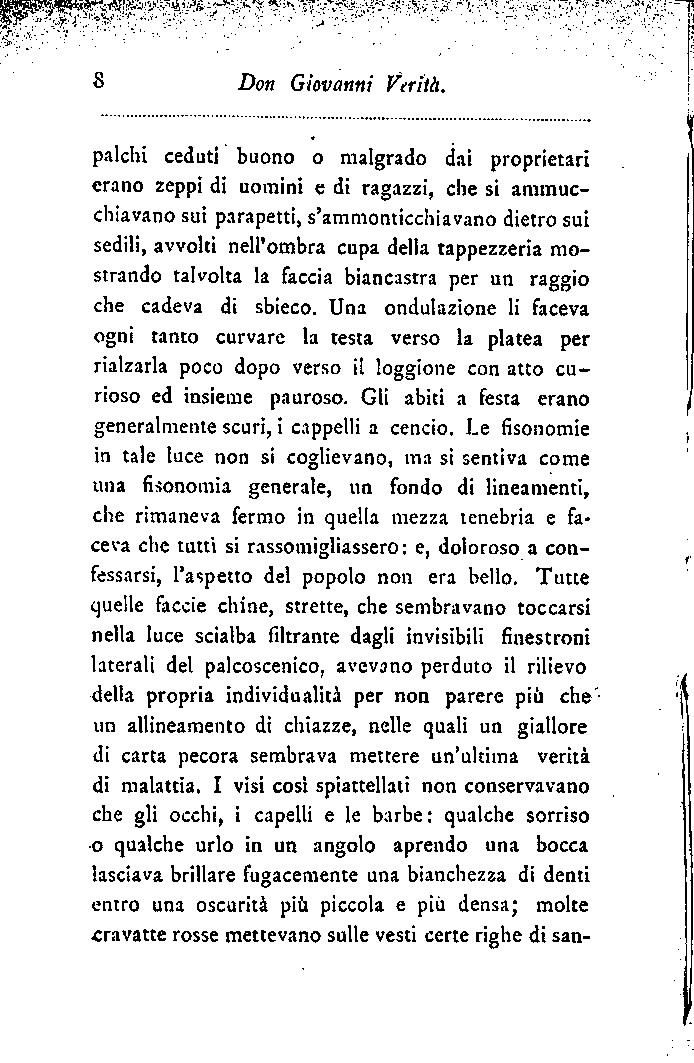 8 Don Giovanni Verità.
palchi ceduti buono o malgrado dai proprietari
erano zeppi di uomini e di ragazzi, che si ammuc-
chiavano sui parapetti, s'ammonticchiavano dietro sui
sedili, avvolti nell'ombra cupa della tappezzeria mo-
strando talvolta la faccia biancastra per un raggio
che cadeva di sbieco. Una ondulazione li faceva
ogni tanto curvare la testa verso la platea per
rialzarla poco dopo verso il loggione con atto cu-
rioso ed insieme pauroso. Gli abiti a festa erano
generalmente scuri, i cappelli a cencio. Le fisonomie
in tale luce non si coglievano, ma si sentiva come
una fisonomia generale, un fondo di lineamenti,
che rimaneva fermo in quella mezza tenebria e fa-
ceva che tutti si rassomigliassero: e, doloroso a con-
fessarsi, l'aspetto del popolo non era bello. Tutte
quelle faccie chine, strette, che sembravano toccarsi
nella luce scialba filtrante dagli invisibili finestroni
laterali del palcoscenico, avevano perduto il rilievo
della propria individualità per non parere più che
un allineamento di chiazze, nelle quali un giallore
di carta pecora sembrava mettere un'ultima verità
di malattia. I visi così spiattellati non conservavano
che gli occhi, i capelli e le barbe: qualche sorriso
o qualche urlo in un angolo aprendo una bocca
lasciava brillare fugacemente una bianchezza di denti
entro una oscurità più piccola e più densa; molte
cravatte rosse mettevano sulle vesti certe righe di san-